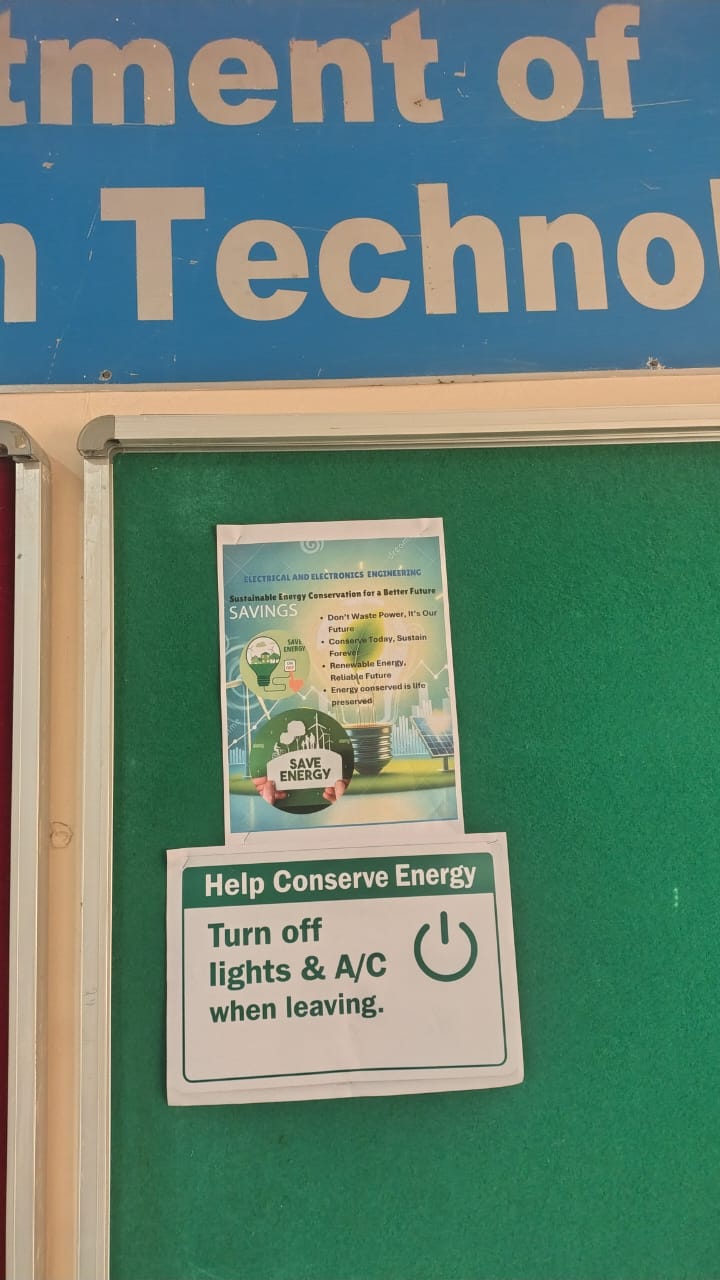 tment of
n Technol
ELECTRICAL AND ELECTRONICS ENGINEERING
Sustainable Energy Conservation for a Better Future
SAVINGS
• Don't Waste Power, It's Our
Future
• Conserve Today, Sustain
Forever
• Renewable Energy,
Reliable Future
• Energy conserved is life
preserved
SAVE
ENERGY
SAVE
ENERGY
Help Conserve Energy
Turn off
lights & A/C
when leaving.